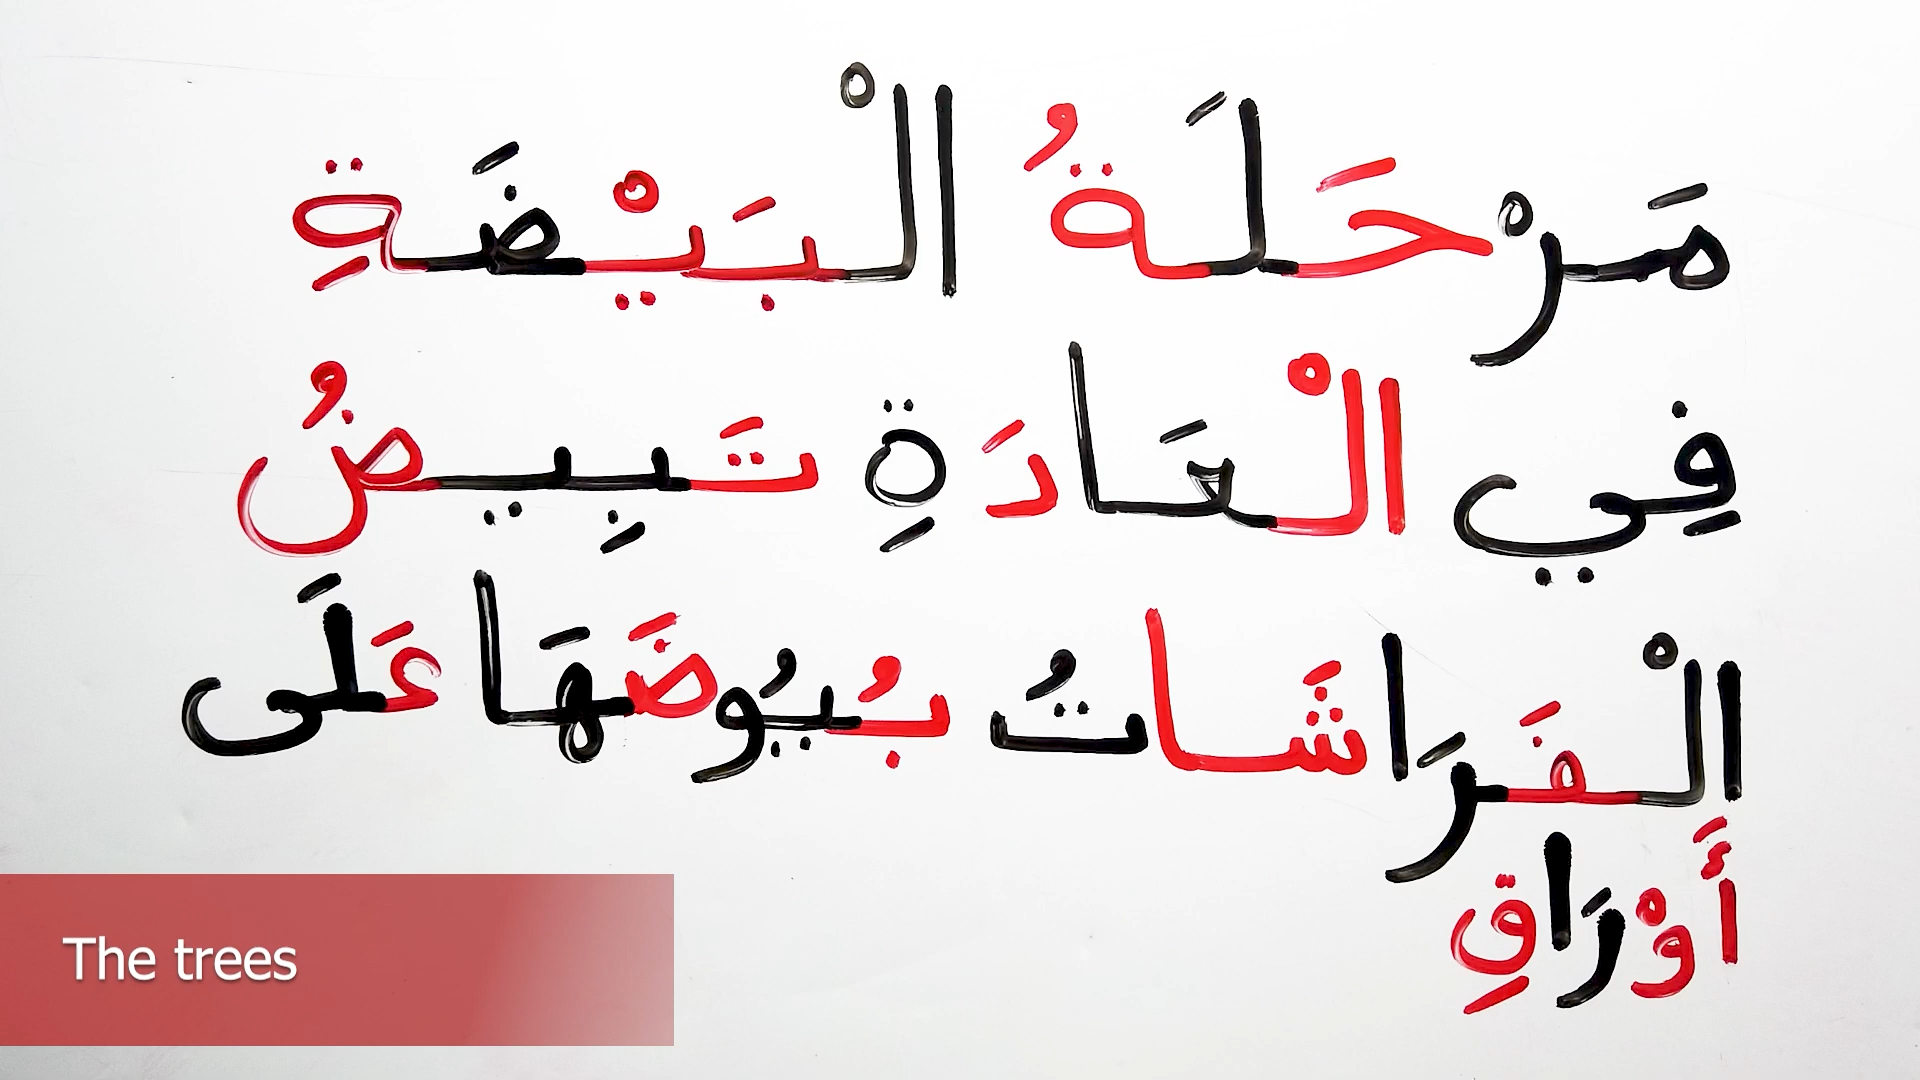 مَرْحَلَةُ الْبَيْضَةِ
فِي الْعَادَةِ تَبِيضُ
الْفَرَاشَاتُ بُيُوضَهَا عَلَى
أَوْرَاقِ
The trees